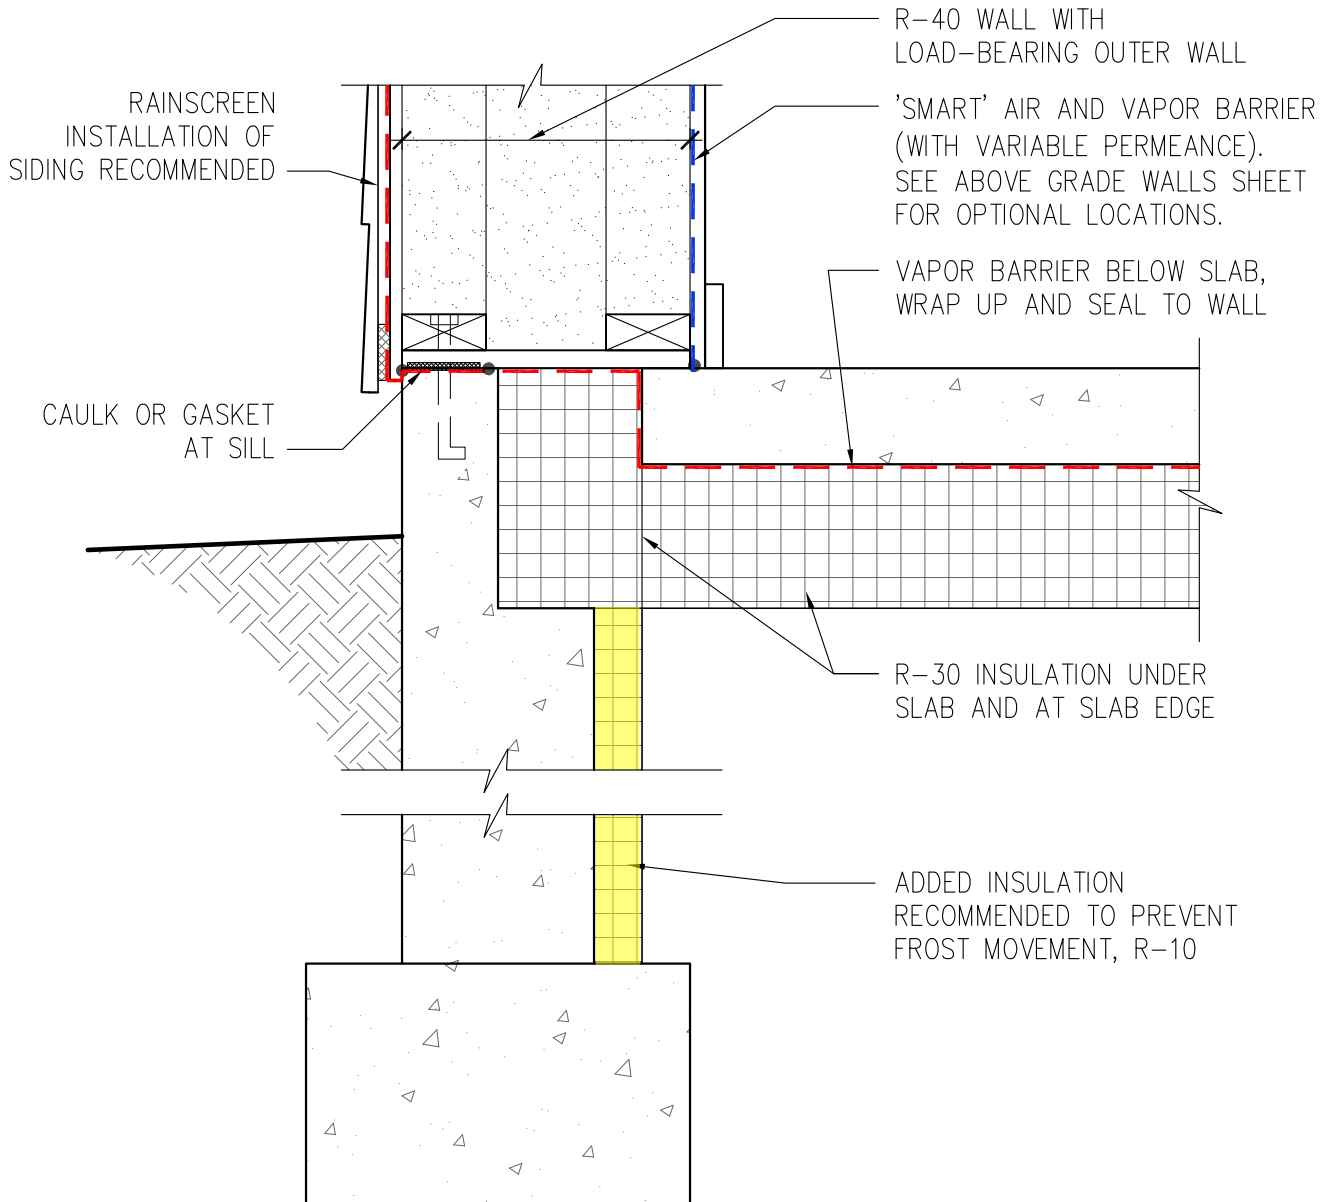 R-40 WALL WITH
LOAD-BEARING OUTER WALL
RAINSCREEN
INSTALLATION OF
SIDING RECOMMENDED
'SMART' AIR AND VAPOR BARRIER
(WITH VARIABLE PERMEANCE).
SEE ABOVE GRADE WALLS SHEET
FOR OPTIONAL LOCATIONS.
VAPOR BARRIER BELOW SLAB,
WRAP UP AND SEAL TO WALL
CAULK OR GASKET
AT SILL
R-30 INSULATION UNDER
SLAB AND AT SLAB EDGE
ADDED INSULATION
RECOMMENDED TO PREVENT
FROST MOVEMENT, R-10